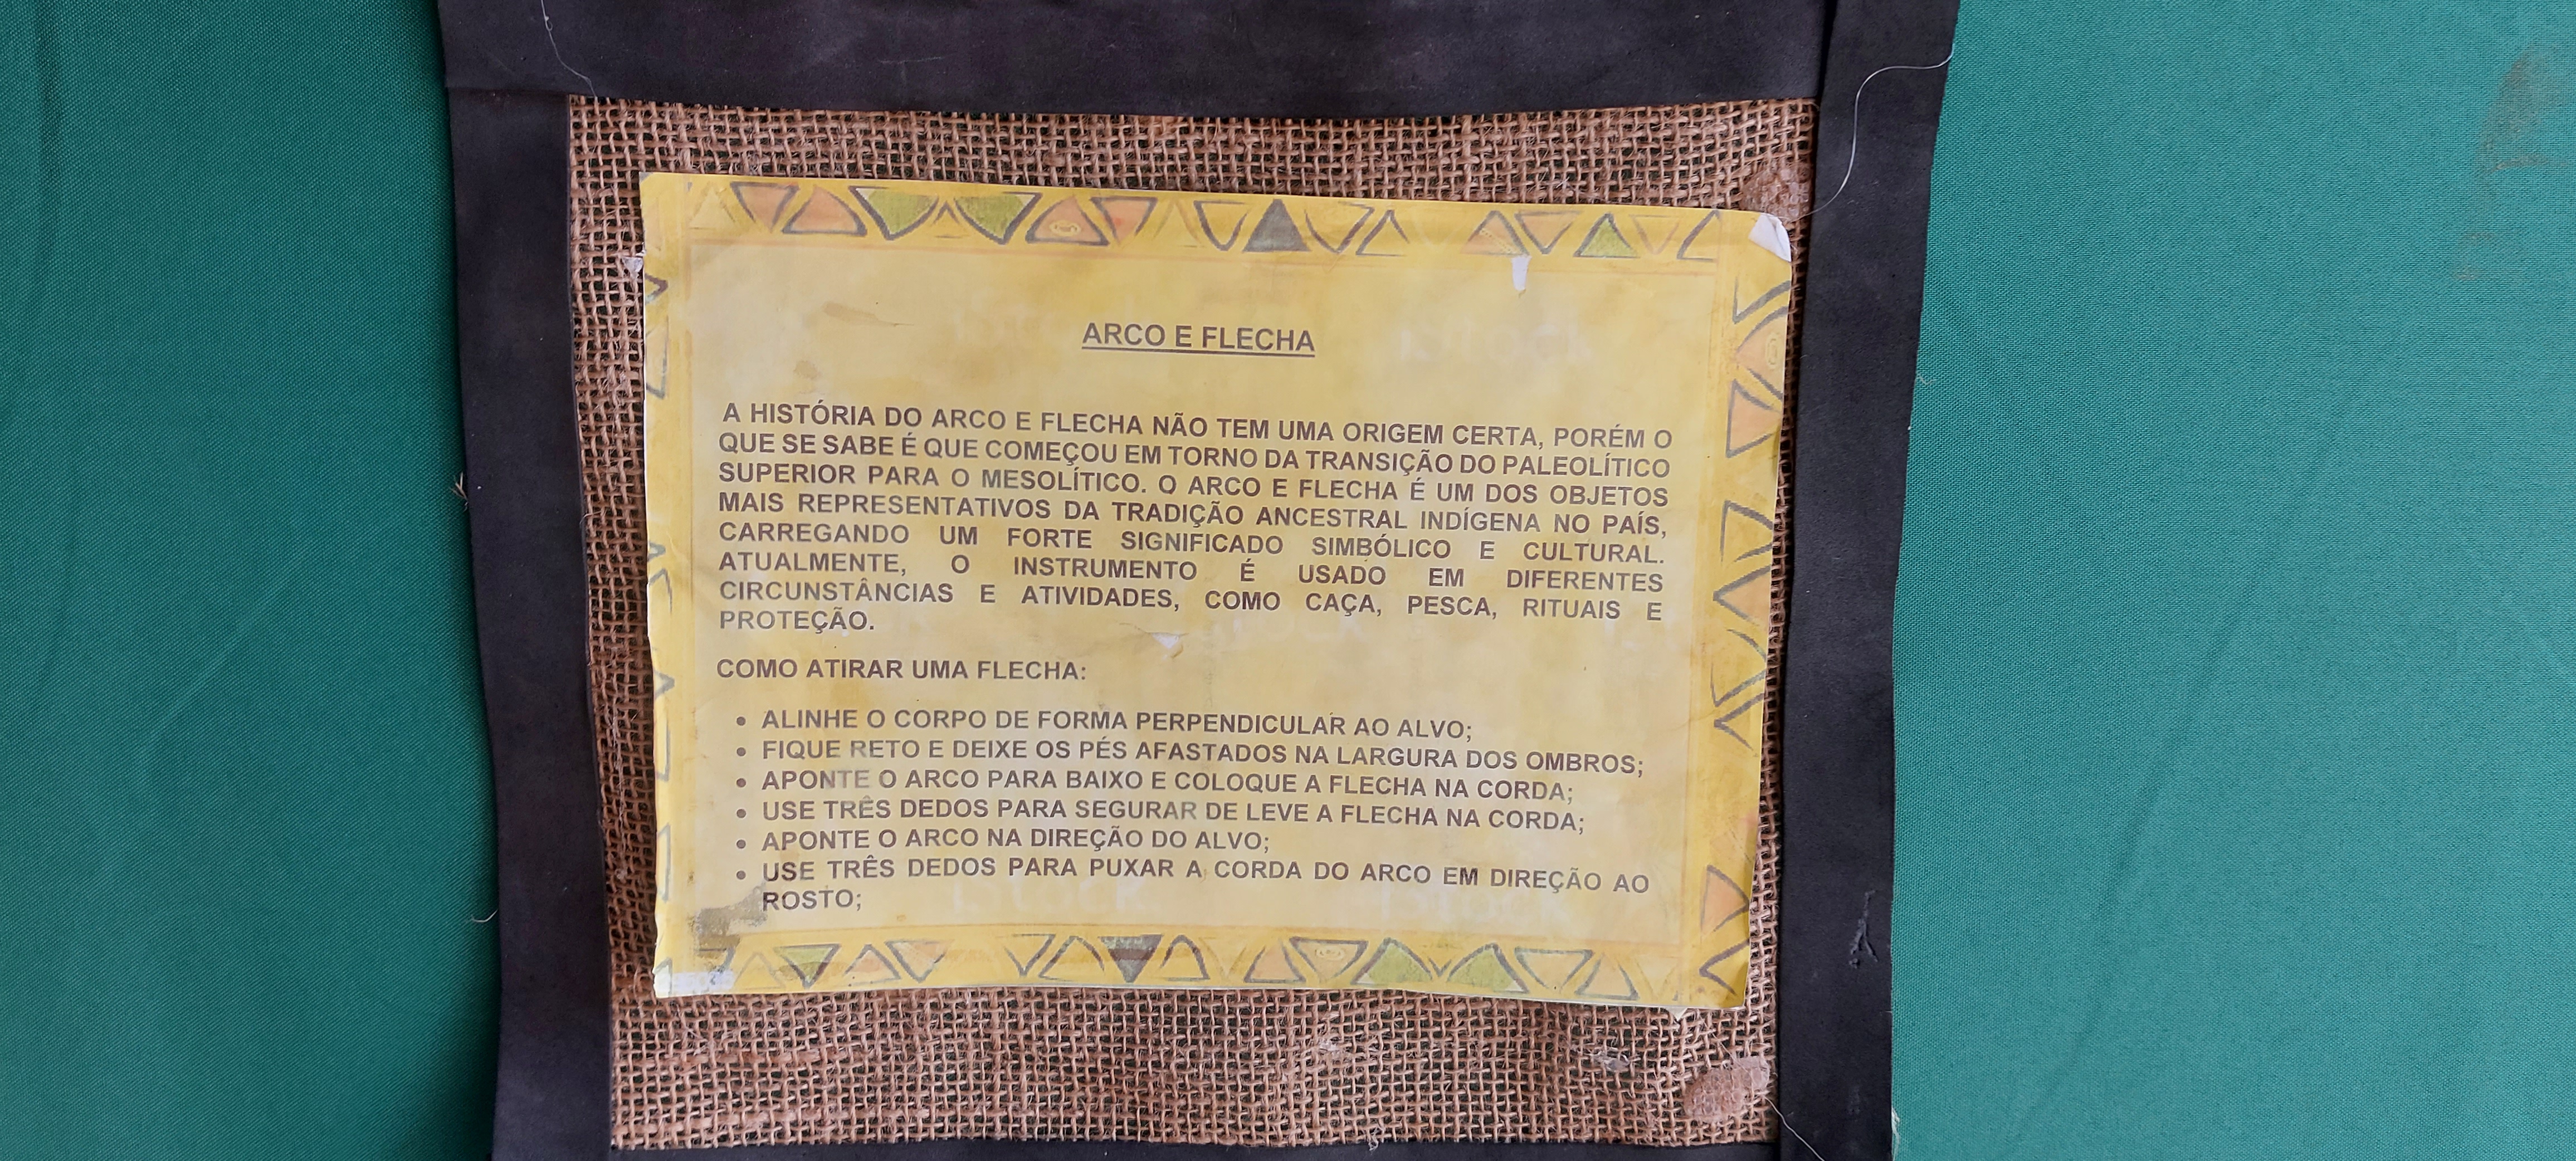 ARCO E FLECHA
A HISTÓRIA DO ARCO E FLECHA NÃO TEM UMA ORIGEM CERTA, PORÉM O
QUE SE SABE É QUE COMEÇOU EM TORNO DA TRANSIÇÃO DO PALEOLÍTICO
SUPERIOR PARA O MESOLÍTICO. O ARCO E FLECHA É UM DOS OBJETOS
MAIS REPRESENTATIVOS DA TRADIÇÃO ANCESTRAL INDÍGENA NO PAÍS,
CARREGANDO UM FORTE SIGNIFICADO SIMBÓLICO E CULTURAL.
ATUALMENTE, O INSTRUMENTO É USADO EM DIFERENTES
CIRCUNSTÂNCIAS E ATIVIDADES, COMO CAÇA, PESCA, RITUAIS E
PROTEÇÃO.
COMO ATIRAR UMA FLECHA:
• ALINHE O CORPO DE FORMA PERPENDICULAR AO ALVO;
• FIQUE RETO E DEIXE OS PÉS AFASTADOS NA LARGURA DOS OMBROS;
• APONTE O ARCO PARA BAIXO E COLOQUE A FLECHA NA CORDA;
• USE TRÊS DEDOS PARA SEGURAR DE LEVE A FLECHA NA CORDA;
• APONTE O ARCO NA DIREÇÃO DO ALVO;
• USE TRÊS DEDOS PARA PUXAR A CORDA DO ARCO EM DIREÇÃO AO
ROSTO;